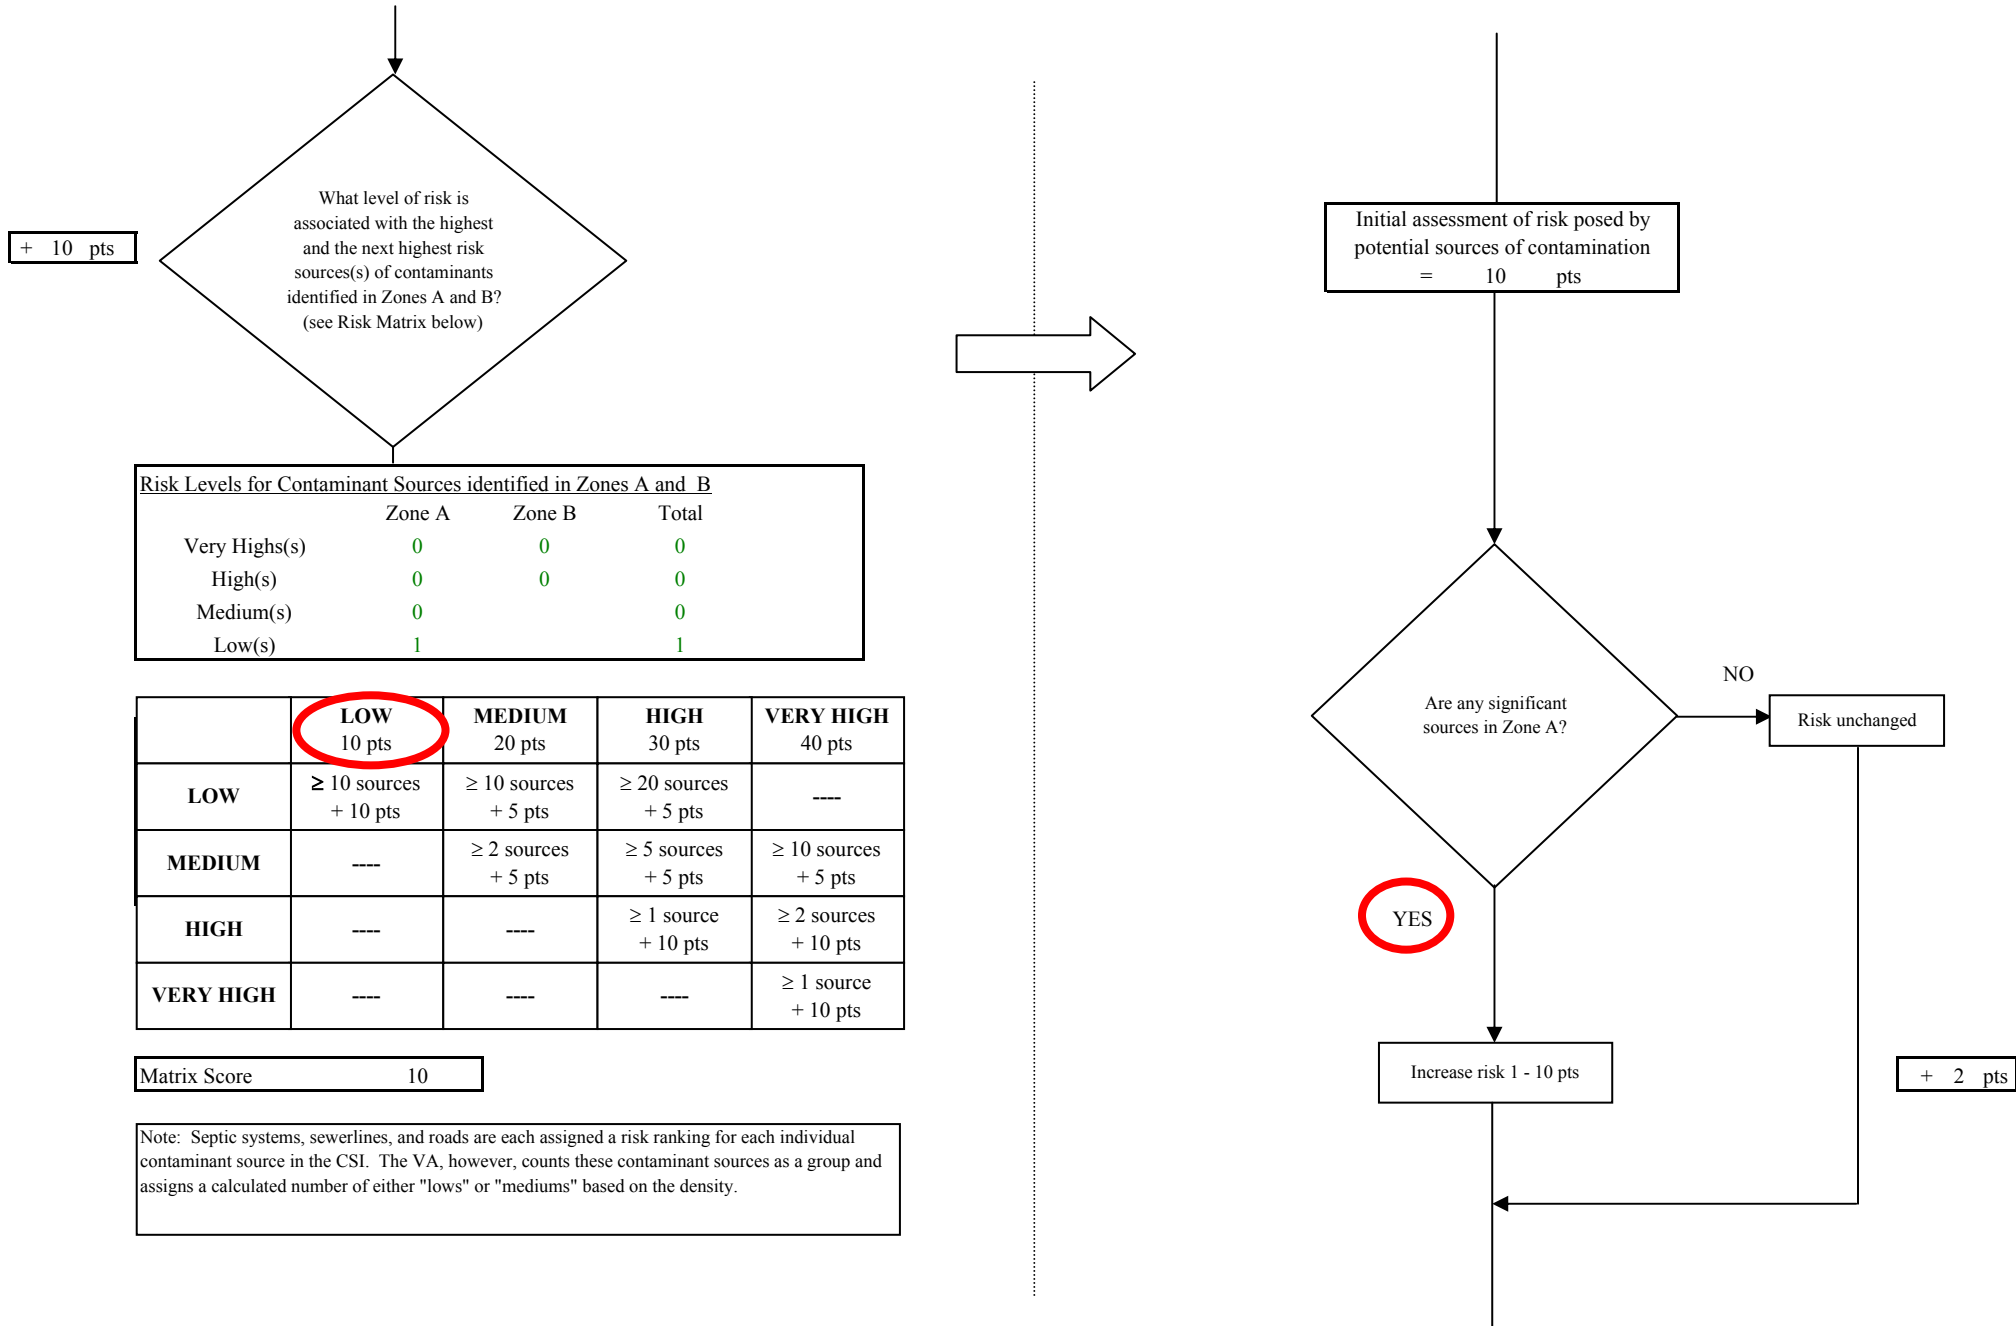 What level of risk is
associated with the highest
and the next highest risk
sources(s) of contaminants
identified in Zones A and B?
(see Risk Matrix below)
+ 10 pts
Risk Levels for Contaminant Sources identified in Zones A and B
Zone A Zone B Total
Very Highs(s) 0 0 0
High(s) 0 0 0
Medium(s) 0 0
Low(s) 1 1
LOW MEDIUM HIGH VERY HIGH
10 pts 20 pts 30 pts 40 pts
LOW ≥ 10 sources ≥ 10 sources ≥ 20 sources ----
+ 10 pts + 5 pts + 5 pts
MEDIUM ---- ≥ 2 sources ≥ 5 sources ≥ 10 sources
+ 5 pts + 5 pts + 5 pts
HIGH ---- ---- ≥ 1 source ≥ 2 sources
+ 10 pts + 10 pts
VERY HIGH ---- ---- ---- ≥ 1 source
+ 10 pts
Matrix Score 10
Note: Septic systems, sewerlines, and roads are each assigned a risk ranking for each individual
contaminant source in the CSI. The VA, however, counts these contaminant sources as a group and
assigns a calculated number of either "lows" or "mediums" based on the density.
Initial assessment of risk posed by
potential sources of contamination
= 10 pts
Are any significant
sources in Zone A?
NO
Risk unchanged
YES
Increase risk 1 - 10 pts
+ 2 pts